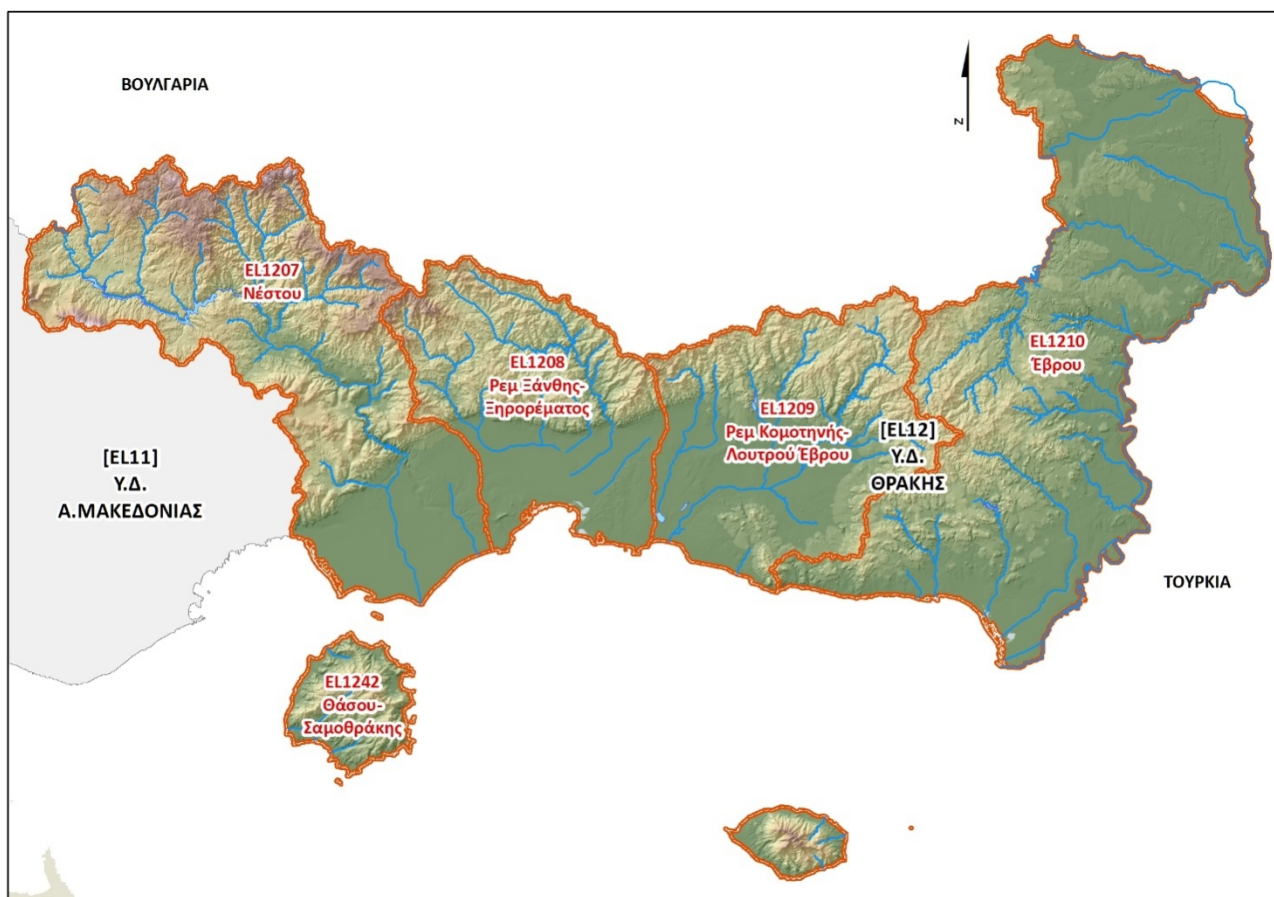 ΒΟΥΛΓΑΡΙΑ
Z
EL1207
Νέστου
EL1208
Ρεμ Ξάνθης-
Ξηρορέματος
EL1209
Ρεμ Κομοτηνής-
Λουτρού Έβρου
EL1210
Έβρου
[EL12]
Υ.Δ.
ΘΡΑΚΗΣ
[EL11]
Υ.Δ.
Α.ΜΑΚΕΔΟΝΙΑΣ
ΤΟΥΡΚΙΑ
EL1242
Θάσου-
Σαμοθράκης